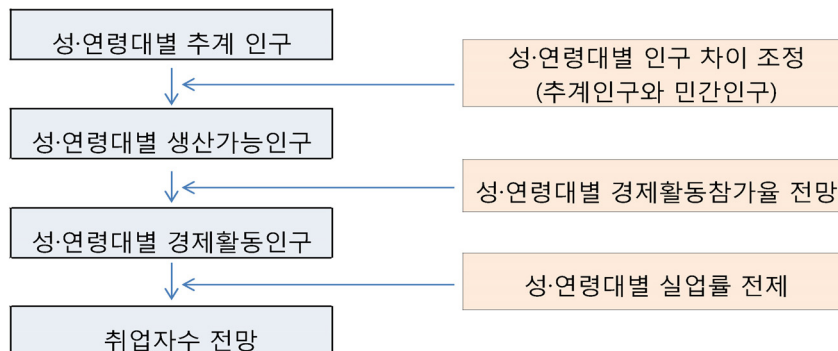 성·연령대별 추계 인구
성·연령대별 인구 차이 조정
(추계인구와 민간인구)
성·연령대별 생산가능인구
성·연령대별 경제활동참가율 전망
성·연령대별 경제활동인구
성·연령대별 실업률 전제
취업자수 전망